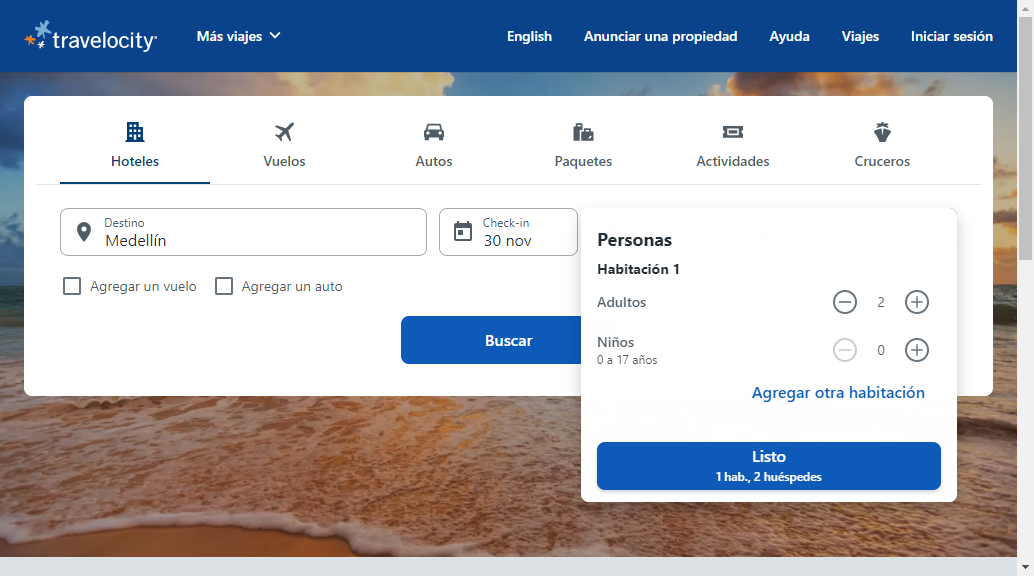 travelocity
Más viajes
English
Anunciar una propiedad
Ayuda
Viajes
Iniciar sesión
Hoteles
Vuelos
Autos
Paquetes
Actividades
Cruceros
Destino
Medellín
Check-in
30 nov
Agregar un vuelo
Agregar un auto
Buscar
Personas
Habitación 1
Adultos
2
Niños
0 a 17 años
0
Agregar otra habitación
Listo
1 hab., 2 huéspedes